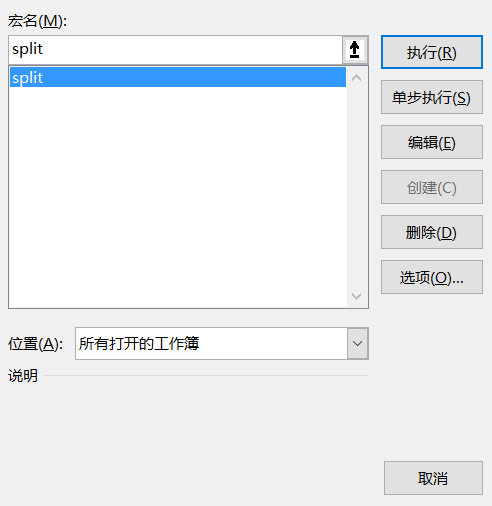 宏名(M):
split
执行(R)
split
单步执行(S)
编辑(E)
创建(C)
删除(D)
选项(O)...
位置(A):
所有打开的工作簿
说明
取消